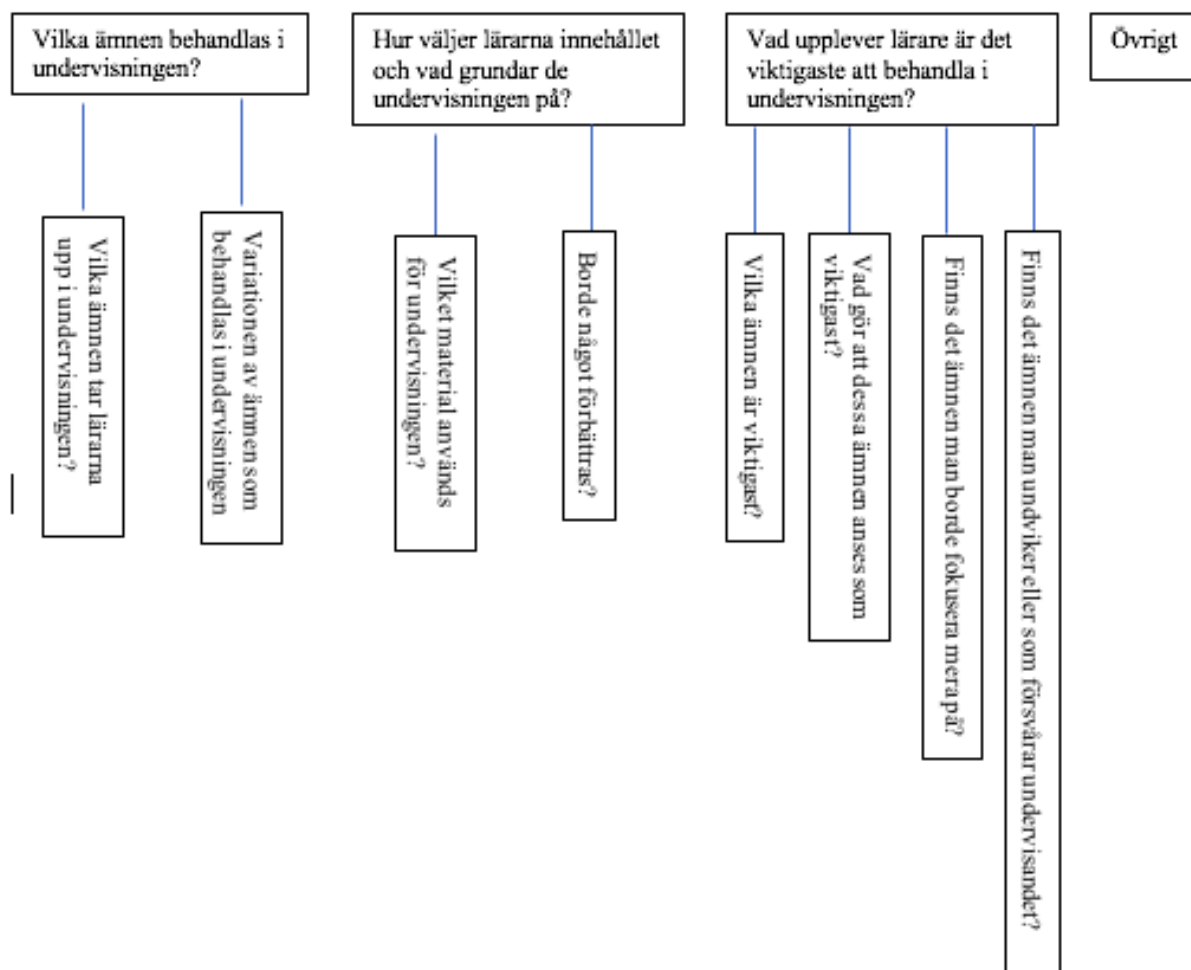 Vilka ämnen behandlas i
undervisningen?
Hur väljer lärarna innehållet
och vad grundar de
undervisningen på?
Vad upplever lärare är det
viktigaste att behandla i
undervisningen?
Övrigt
Vilka ämnen tar lärarna
upp i undervisningen?
Variationen av ämnen som
behandlas i undervisningen
Vilket material används
för undervisningen?
Borde något förbättras?
Vilka ämnen är viktigast?
Vad gör att dessa ämnen anses som
viktigast?
Finns det ämnen man borde fokusera mera på?
Finns det ämnen man undviker eller som försvårar undervisandet?